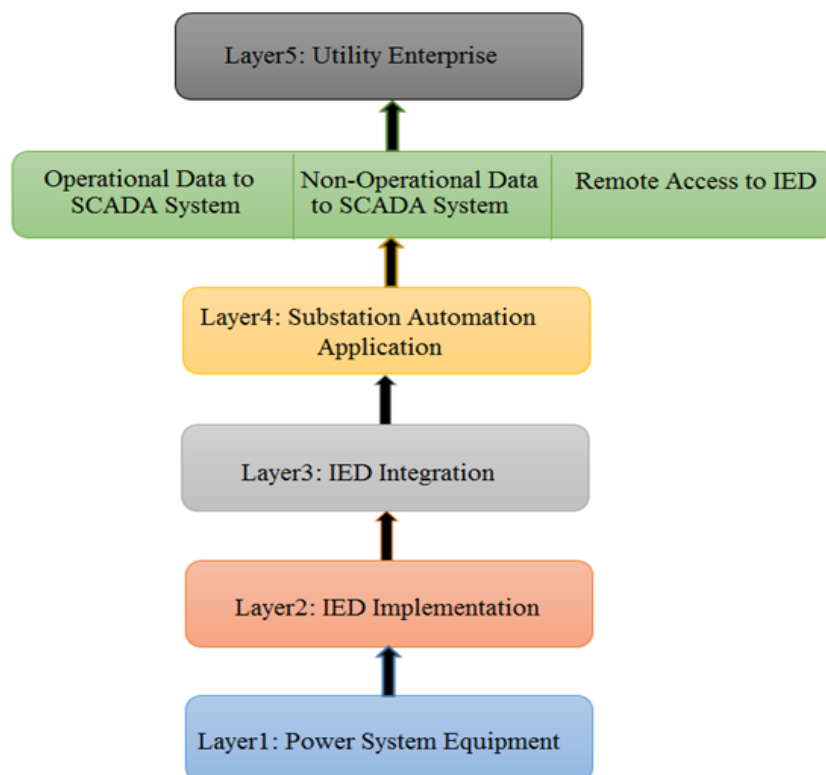 Layer5: Utility Enterprise
Operational Data to
SCADA System
Non-Operational Data
to SCADA System
Remote Access to IED
Layer4: Substation Automation
Application
Layer3: IED Integration
Layer2: IED Implementation
Layer1: Power System Equipment